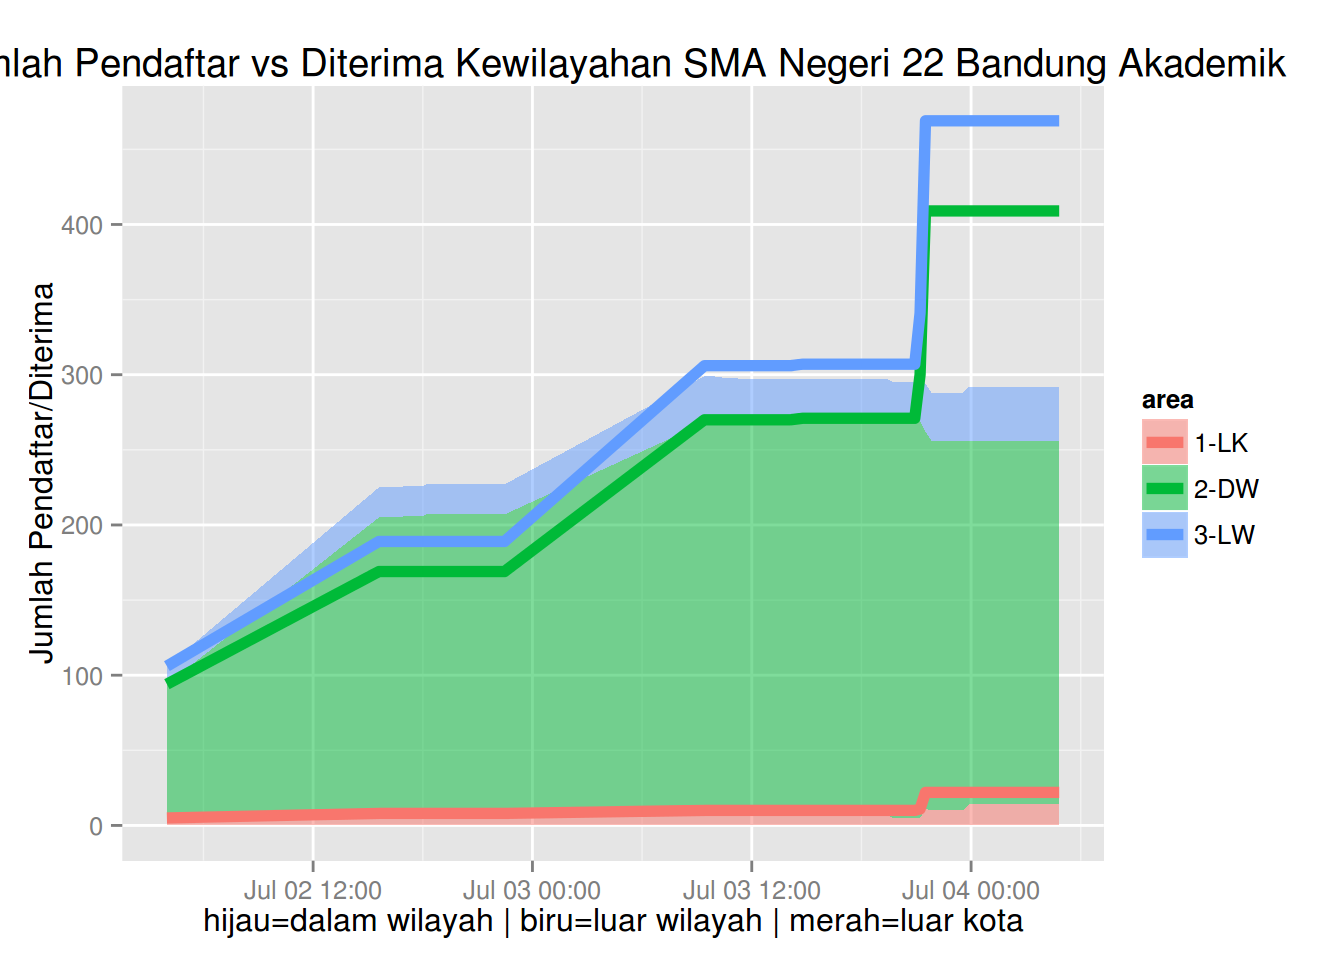 Pendaftar vs Diterima Kewilayahan SMA Negeri 22 Bandung Akademik
Jumlah Pendaftar/Diterima
400
300
200
100
0
area
1-LK
2-DW
3-LW
Jul 02 12:00 Jul 03 00:00 Jul 03 12:00 Jul 04 00:00
hijau=dalam wilayah | biru=luar wilayah | merah=luar kota